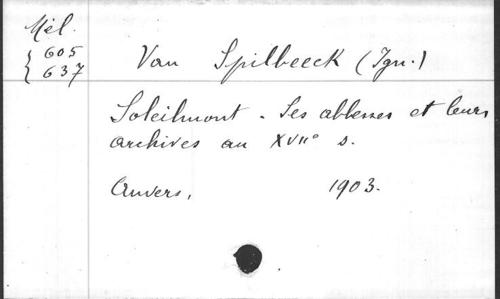 Mél.
605
637
Van Spilbeeck (Ign.)
Soleilmont. Ses abbesses et leurs
archives au XVIIe s.
Anvers, 1903.